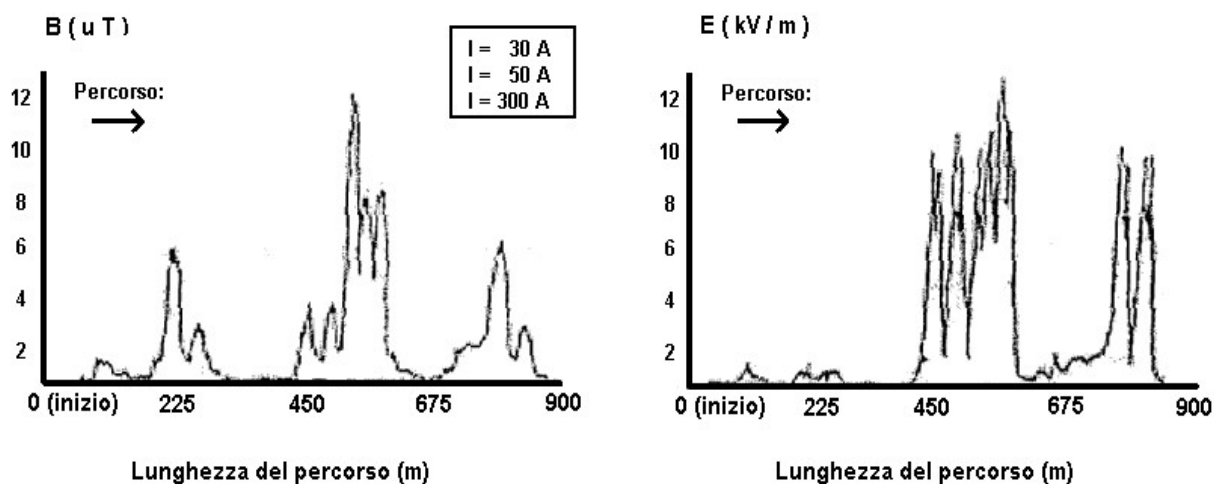 B ( u T )
I = 30 A
I = 50 A
I = 300 A
Percorso:
12
10
8
6
4
2
0 (inizio) 225 450 675 900
Lunghezza del percorso (m)
E ( kV / m )
Percorso:
12
10
8
6
4
2
0 (inizio) 225 450 675 900
Lunghezza del percorso (m)